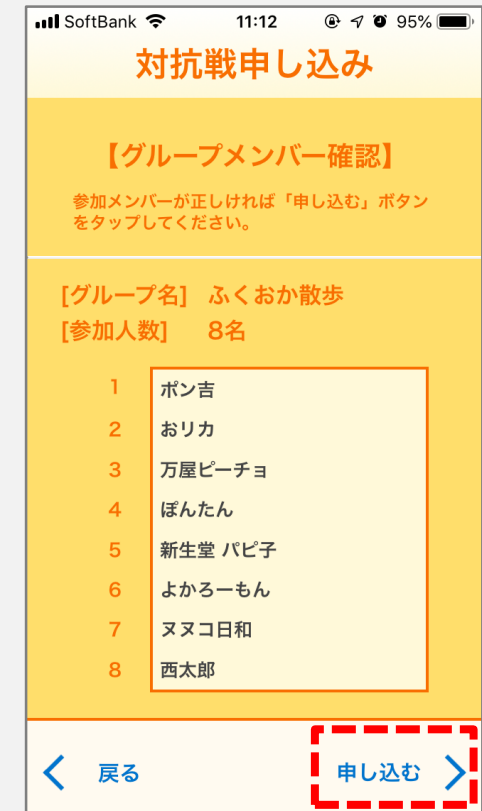 SoftBank 11:12 95%
対抗戦申し込み
【グループメンバー確認】
参加メンバーが正しければ「申し込む」ボタン
をタップしてください。
[グループ名] ふくおか散歩
[参加人数] 8名
1 ポン吉
2 おリカ
3 万屋ピーチョ
4 ぽんたん
5 新生堂 パピ子
6 よかろーもん
7 ヌヌコ日和
8 西太郎
戻る 申し込む